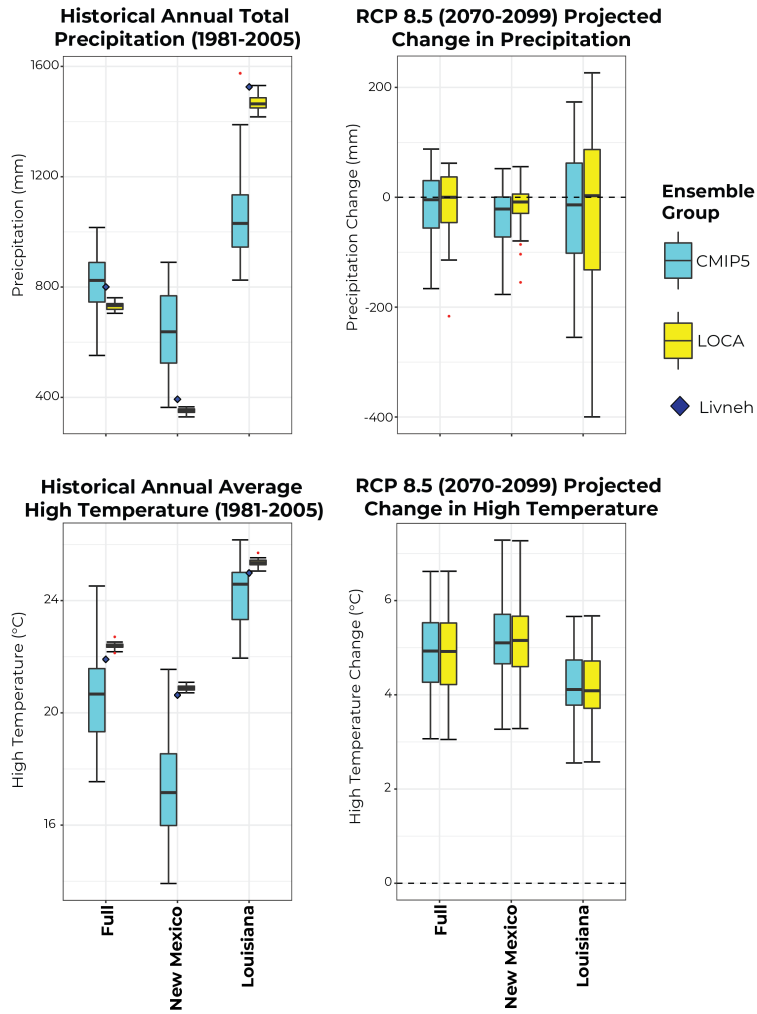 Historical Annual Total
Precipitation (1981-2005)
RCP 8.5 (2070-2099) Projected
Change in Precipitation
Preicpitation (mm)
1600
1200
800
400
Precipitation Change (mm)
200
0
-200
-400
Ensemble
Group
CMIP5
LOCA
Livneh
Historical Annual Average
High Temperature (1981-2005)
RCP 8.5 (2070-2099) Projected
Change in High Temperature
High Temperature (°C)
24
20
16
High Temperature Change (°C)
6
4
2
0
Full
New Mexico
Louisiana
Full
New Mexico
Louisiana